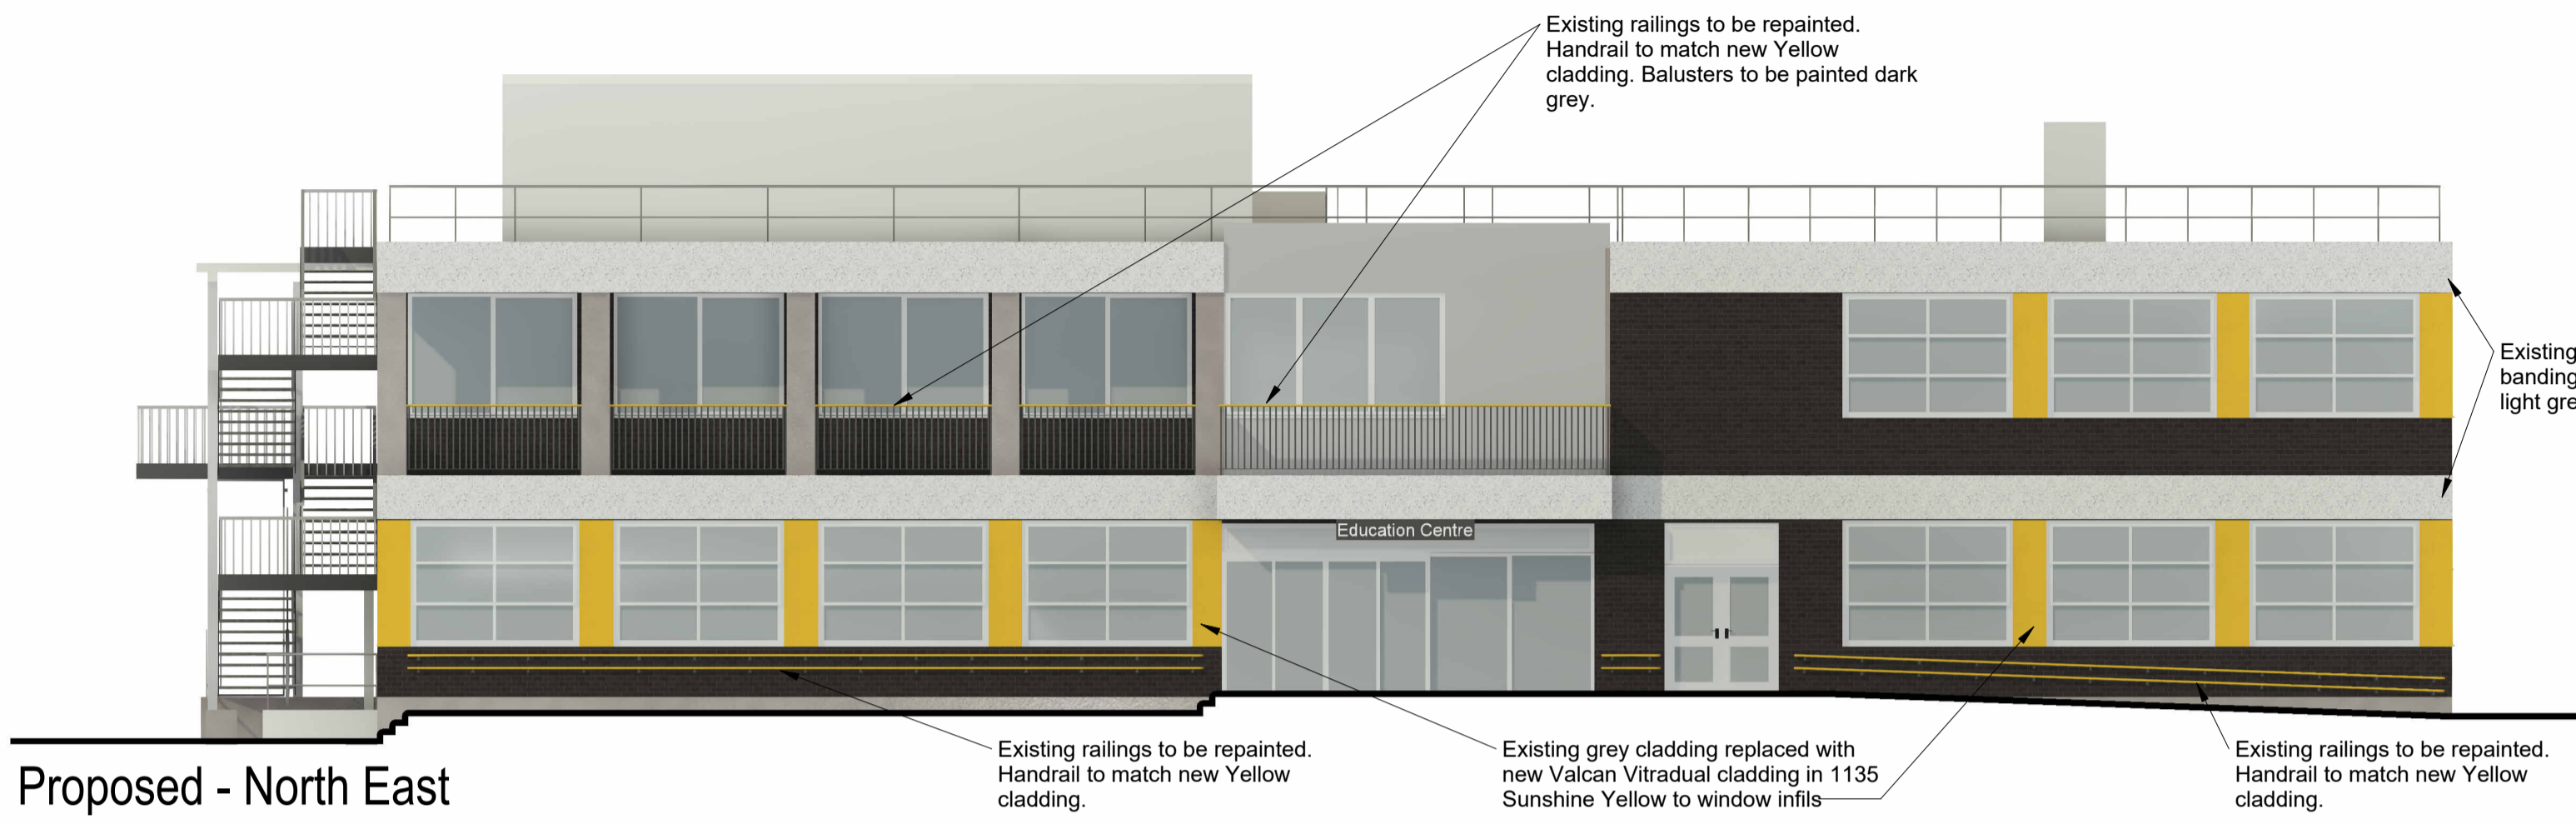 Existing railings to be repainted.
Handrail to match new Yellow
cladding. Balusters to be painted dark
grey.
Existing
banding
light gre
Education Centre
Existing railings to be repainted.
Handrail to match new Yellow
cladding.
Existing grey cladding replaced with
new Valcan Vitradual cladding in 1135
Sunshine Yellow to window infils
Existing railings to be repainted.
Handrail to match new Yellow
cladding.
Proposed - North East